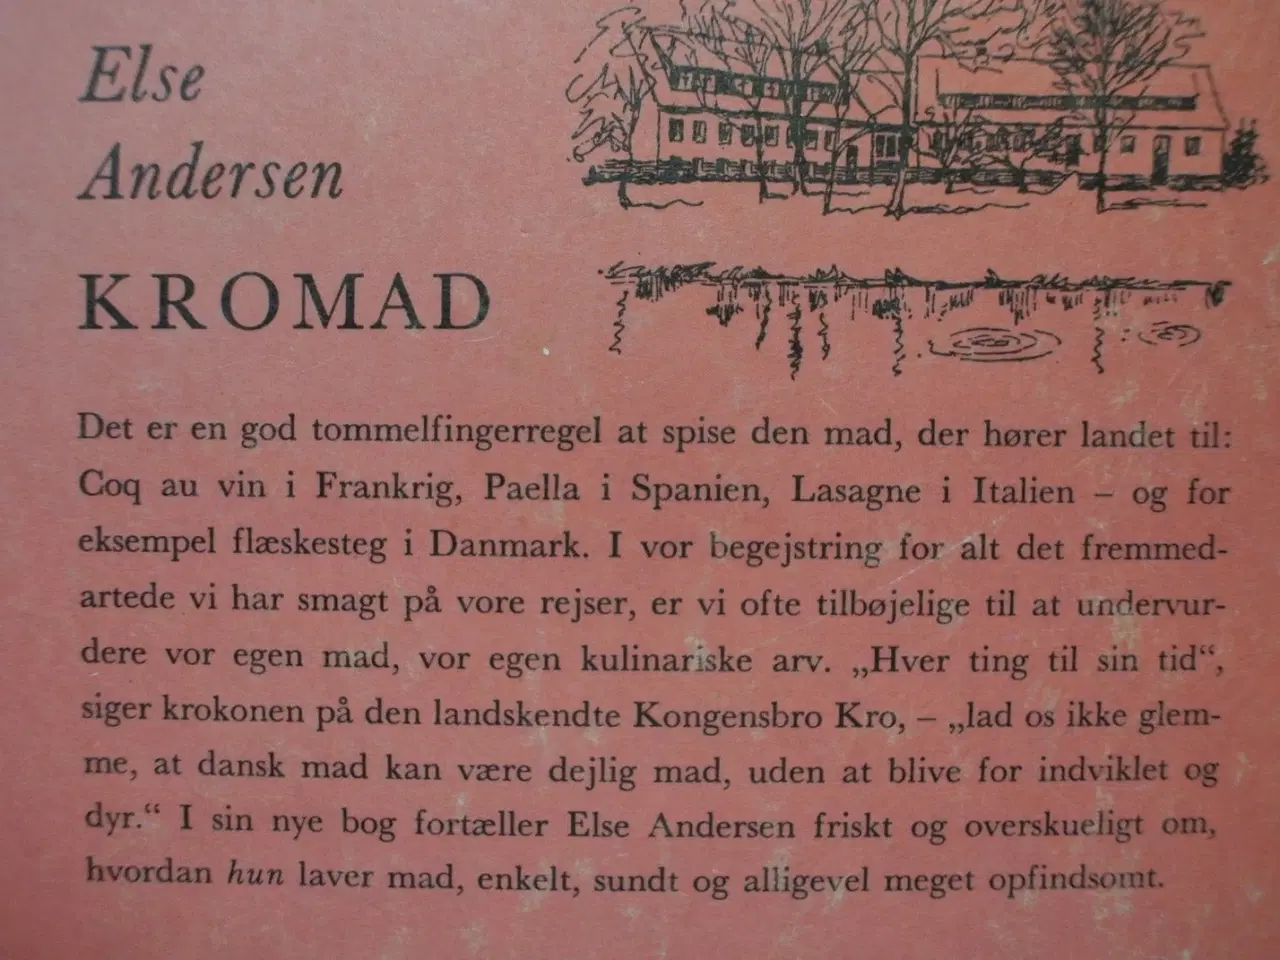 Else
Andersen
KROMAD
Det er en god tommelfingerregel at spise den mad, der hører landet til:
Coq au vin i Frankrig, Paella i Spanien, Lasagne i Italien – og for
eksempel flæskesteg i Danmark. I vor begejstring for alt det fremmed-
artede vi har smagt på vore rejser, er vi ofte tilbøjelige til at undervur-
dere vor egen mad, vor egen kulinariske arv. „Hver ting til sin tid“,
siger krokonen på den landskendte Kongensbro Kro, – „lad os ikke glem-
me, at dansk mad kan være dejlig mad, uden at blive for indviklet og
dyr.“ I sin nye bog fortæller Else Andersen friskt og overskueligt om,
hvordan hun laver mad, enkelt, sundt og alligevel meget opfindsomt.